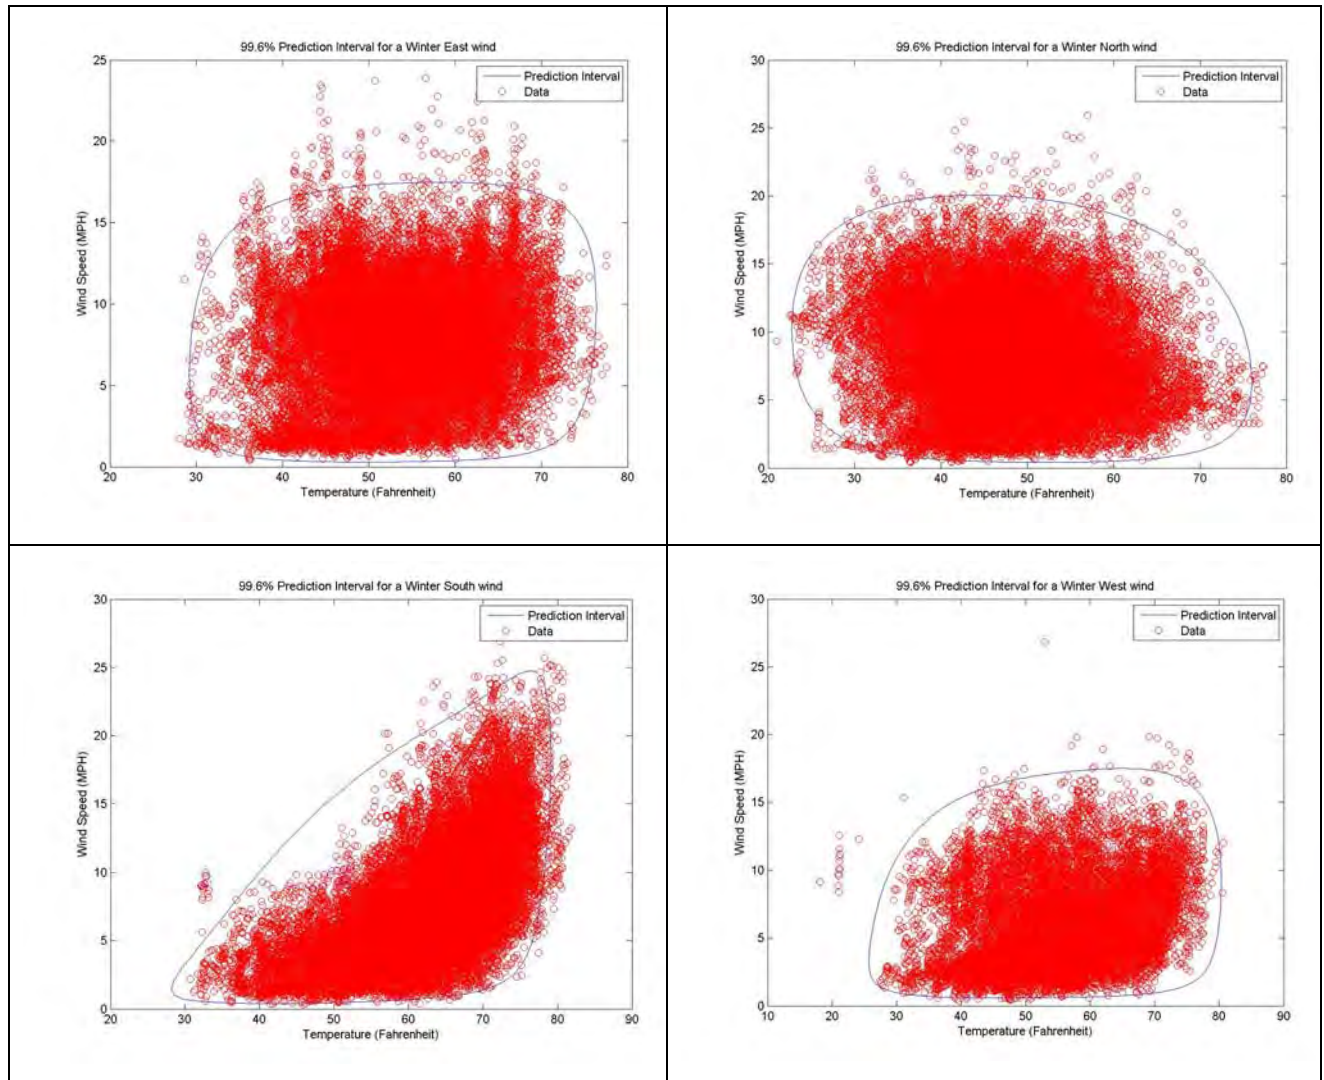 99.6% Prediction Interval for a Winter East wind
25
20
15
10
5
0
Wind Speed (MPH)
Prediction Interval
Data
20 30 40 50 60 70 80
Temperature (Fahrenheit)
99.6% Prediction Interval for a Winter North wind
30
25
20
15
10
5
0
Wind Speed (MPH)
Prediction Interval
Data
20 30 40 50 60 70 80
Temperature (Fahrenheit)
99.6% Prediction Interval for a Winter South wind
30
25
20
15
10
5
0
Wind Speed (MPH)
Prediction Interval
Data
20 30 40 50 60 70 80 90
Temperature (Fahrenheit)
99.6% Prediction Interval for a Winter West wind
30
25
20
15
10
5
0
Wind Speed (MPH)
Prediction Interval
Data
10 20 30 40 50 60 70 80 90
Temperature (Fahrenheit)